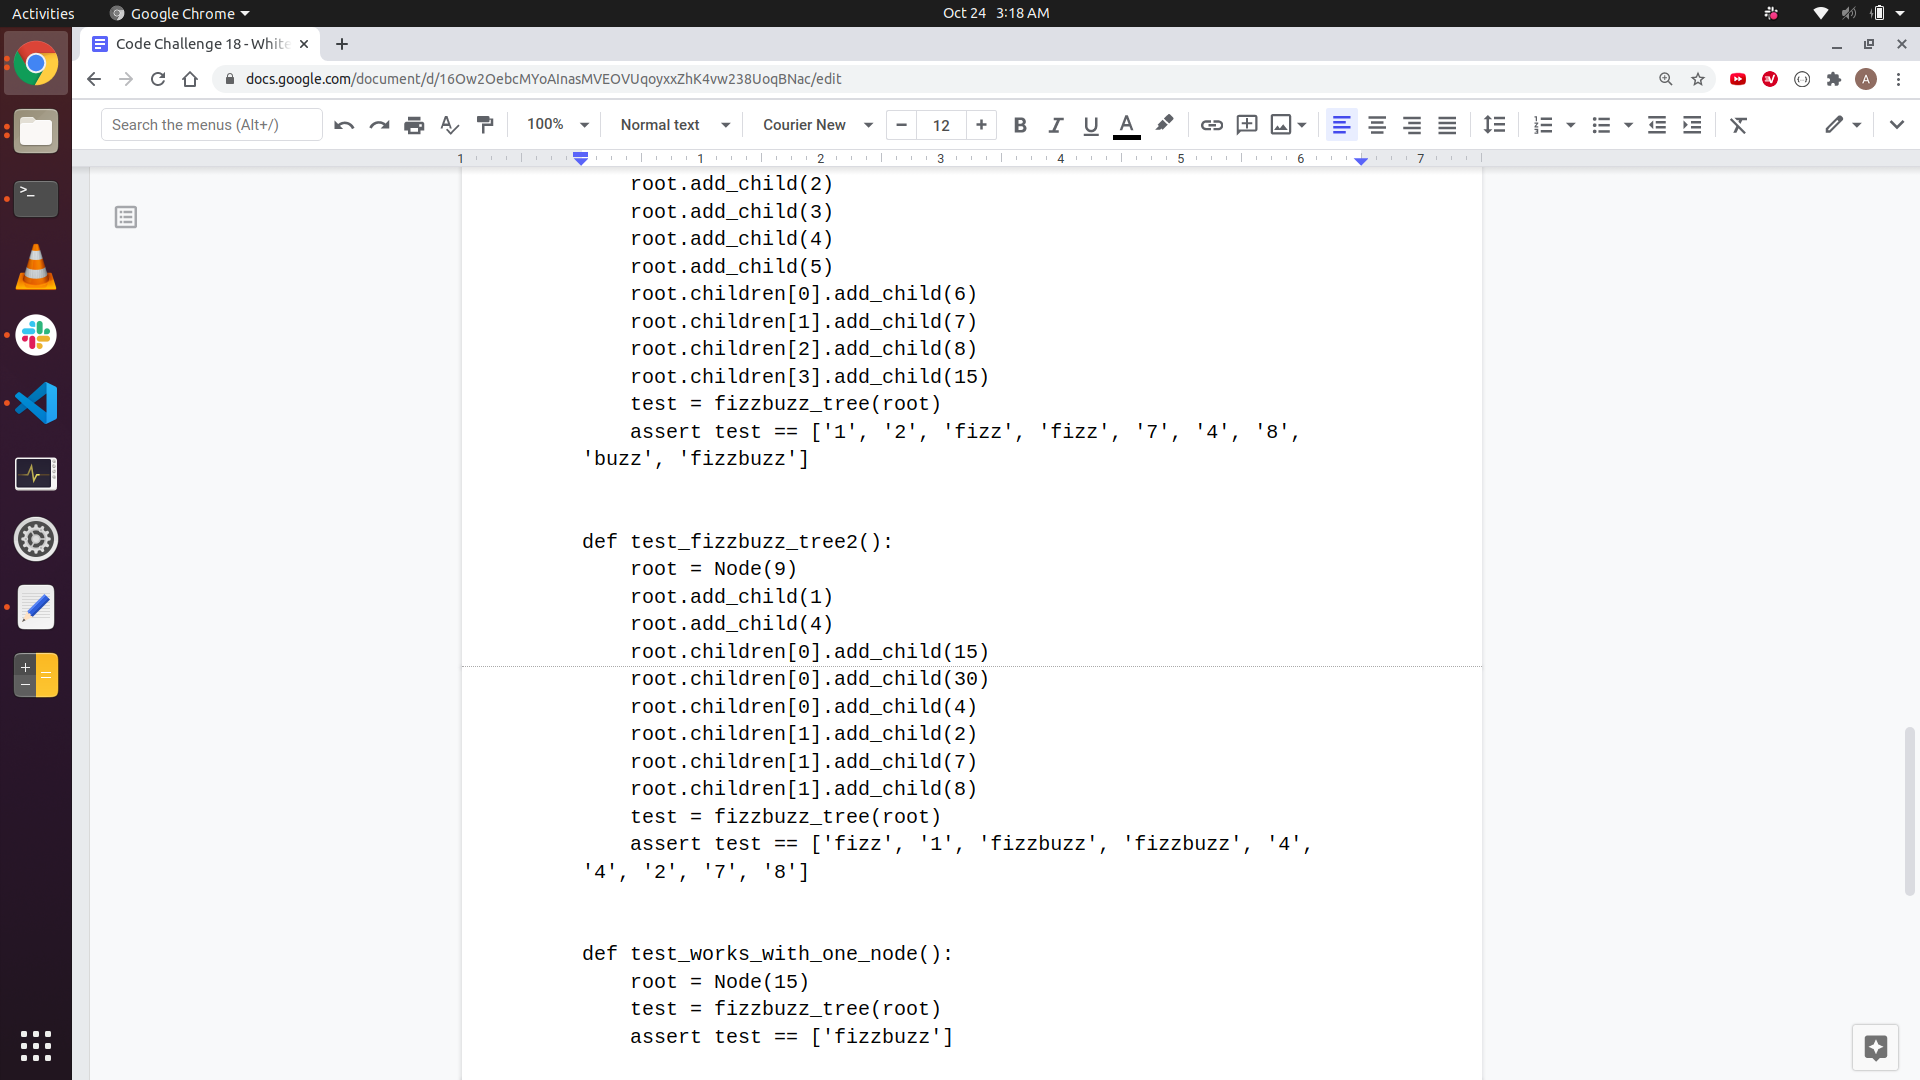 Activities Google Chrome Oct 24 3:18 AM
Code Challenge 18 - White
docs.google.com/document/d/16Ow2OebcMYoAInasMVEOVUqoyxxZhK4vw238UoqBNac/edit A
Search the menus (Alt+/) 100% Normal text Courier New 12 B I U A
1 1 2 3 4 5 6 7
root.add_child(2)
root.add_child(3)
root.add_child(4)
root.add_child(5)
root.children[0].add_child(6)
root.children[1].add_child(7)
root.children[2].add_child(8)
root.children[3].add_child(15)
test = fizzbuzz_tree(root)
assert test == ['1', '2', 'fizz', 'fizz', '7', '4', '8',
'buzz', 'fizzbuzz']
def test_fizzbuzz_tree2():
root = Node(9)
root.add_child(1)
root.add_child(4)
root.children[0].add_child(15)
root.children[0].add_child(30)
root.children[0].add_child(4)
root.children[1].add_child(2)
root.children[1].add_child(7)
root.children[1].add_child(8)
test = fizzbuzz_tree(root)
assert test == ['fizz', '1', 'fizzbuzz', 'fizzbuzz', '4',
'4', '2', '7', '8']
def test_works_with_one_node():
root = Node(15)
test = fizzbuzz_tree(root)
assert test == ['fizzbuzz']